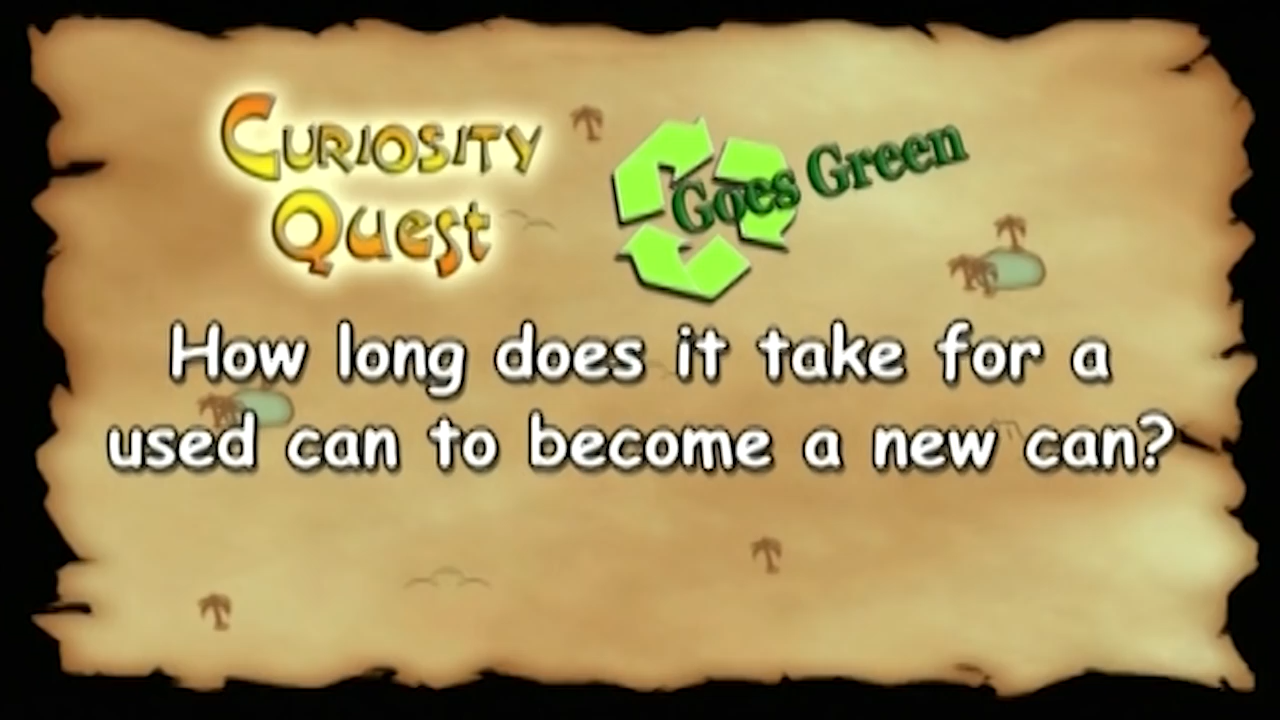 Curiosity
Quest
Goes Green
How long does it take for a
used can to become a new can?